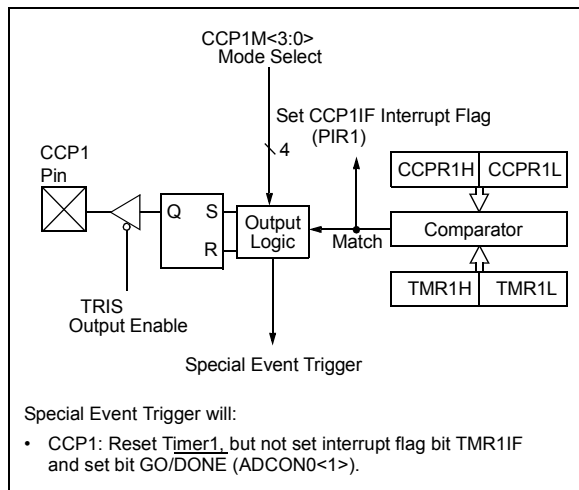 CCP1M<3:0>
Mode Select
Set CCP1IF Interrupt Flag
(PIR1)
4
CCP1
Pin
CCPR1H CCPR1L
Q S
R
Output
Logic
Match
Comparator
TRIS
Output Enable
TMR1H TMR1L
Special Event Trigger
Special Event Trigger will:
• CCP1: Reset Timer1, but not set interrupt flag bit TMR1IF
and set bit GO/DONE (ADCON0<1>).